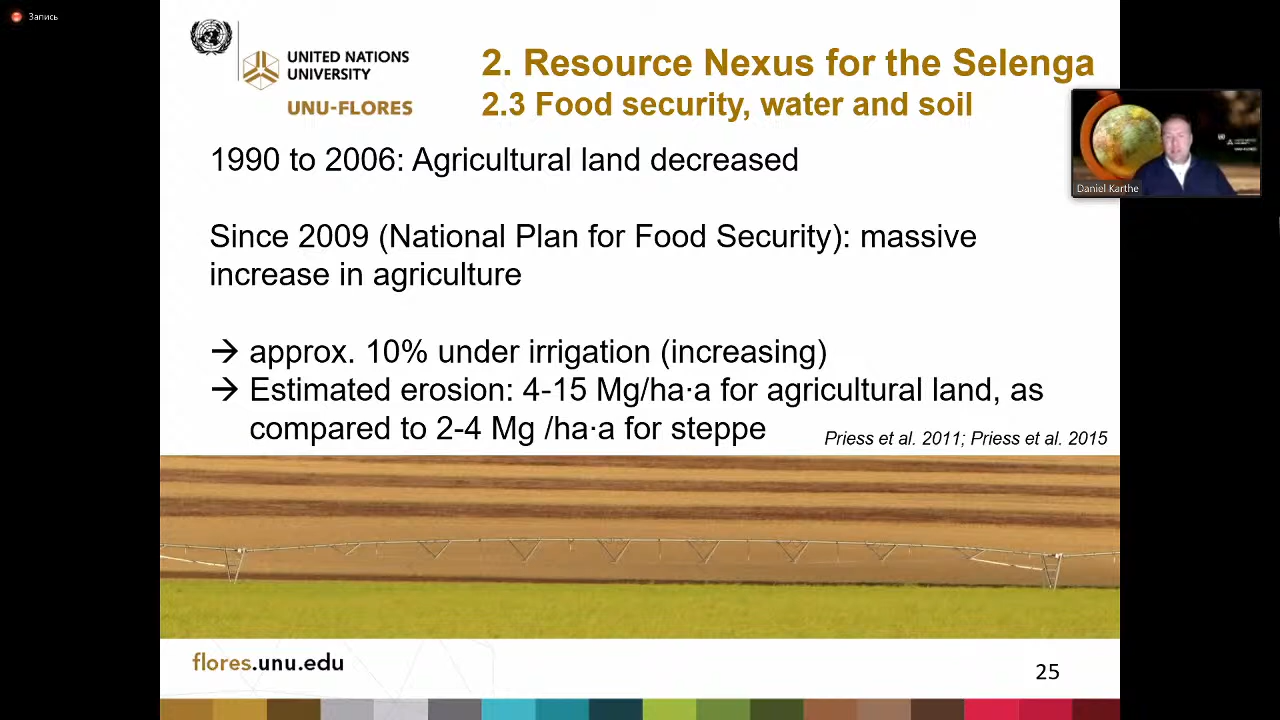 Запись
UNITED NATIONS
UNIVERSITY
UNU-FLORES
2. Resource Nexus for the Selenga
2.3 Food security, water and soil
Daniel Karthe
1990 to 2006: Agricultural land decreased
Since 2009 (National Plan for Food Security): massive
increase in agriculture
→ approx. 10% under irrigation (increasing)
→ Estimated erosion: 4-15 Mg/ha·a for agricultural land, as
compared to 2-4 Mg /ha·a for steppe
Priess et al. 2011; Priess et al. 2015
flores.unu.edu
25